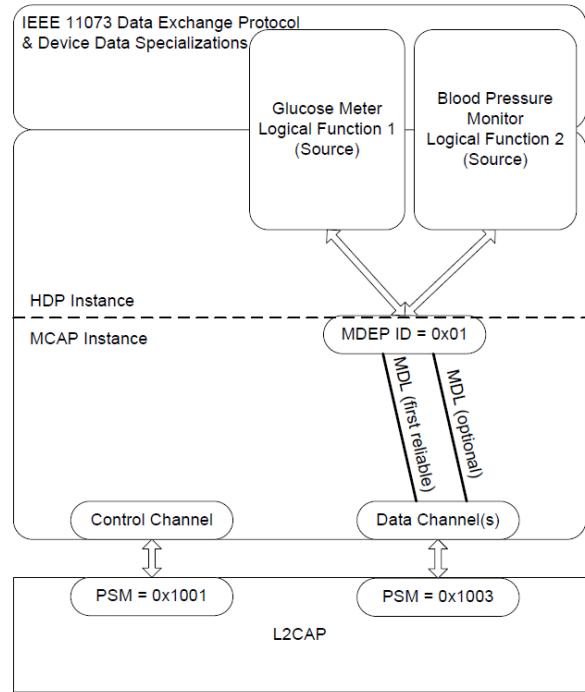 IEEE 11073 Data Exchange Protocol
& Device Data Specializations
Glucose Meter
Logical Function 1
(Source)
Blood Pressure
Monitor
Logical Function 2
(Source)
HDP Instance
MCAP Instance
MDEP ID = 0x01
MDL (first reliable)
MDL (optional)
Control Channel
Data Channel(s)
PSM = 0x1001
PSM = 0x1003
L2CAP